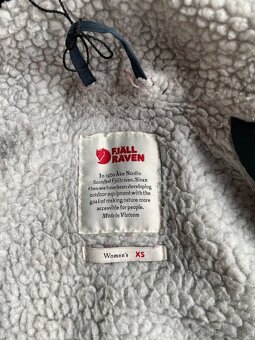 FJÄLL
RÄVEN
In 1960 Åke Nordin
founded Fjällräven. Since
then we have been developing
outdoor equipment with the
goal of making nature more
accessible for people.
Made in Vietnam
Women's XS